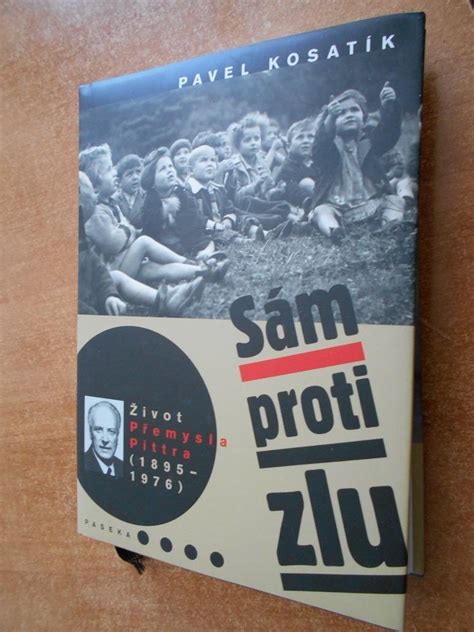 PAVEL KOSATÍK
Sám
proti
zlu
Život
Přemysla
Pittra
(1895–
1976)
PASEKA